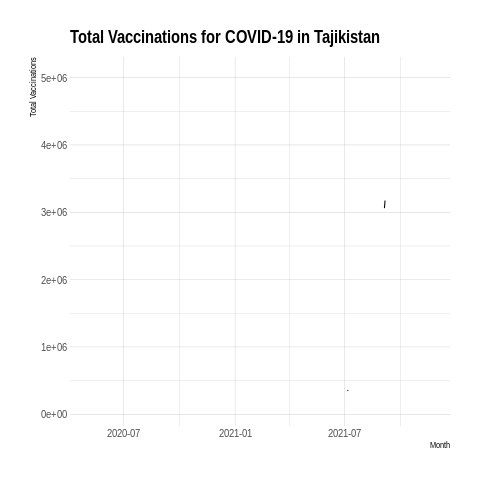 Total Vaccinations for COVID-19 in Tajikistan
Total Vaccinations
5e+06
4e+06
3e+06
2e+06
1e+06
0e+00
2020-07 2021-01 2021-07
Month